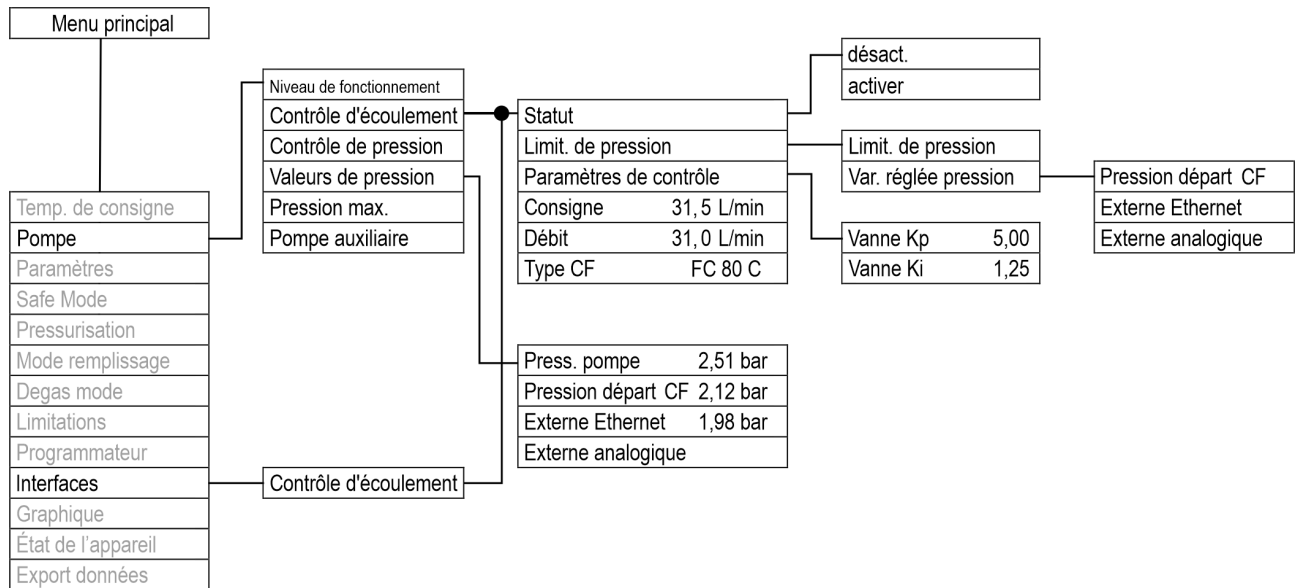 Menu principal
Temp. de consigne
Pompe
Paramètres
Safe Mode
Pressurisation
Mode remplissage
Degas mode
Limitations
Programmateur
Interfaces
Graphique
État de l'appareil
Export données
Niveau de fonctionnement
Contrôle d'écoulement
Contrôle de pression
Valeurs de pression
Pression max.
Pompe auxiliaire
Contrôle d'écoulement
Statut
Limit. de pression
Paramètres de contrôle
Consigne 31,5 L/min
Débit 31,0 L/min
Type CF FC 80 C
Press. pompe 2,51 bar
Pression départ CF 2,12 bar
Externe Ethernet 1,98 bar
Externe analogique
désact.
activer
Limit. de pression
Var. réglée pression
Vanne Kp 5,00
Vanne Ki 1,25
Pression départ CF
Externe Ethernet
Externe analogique